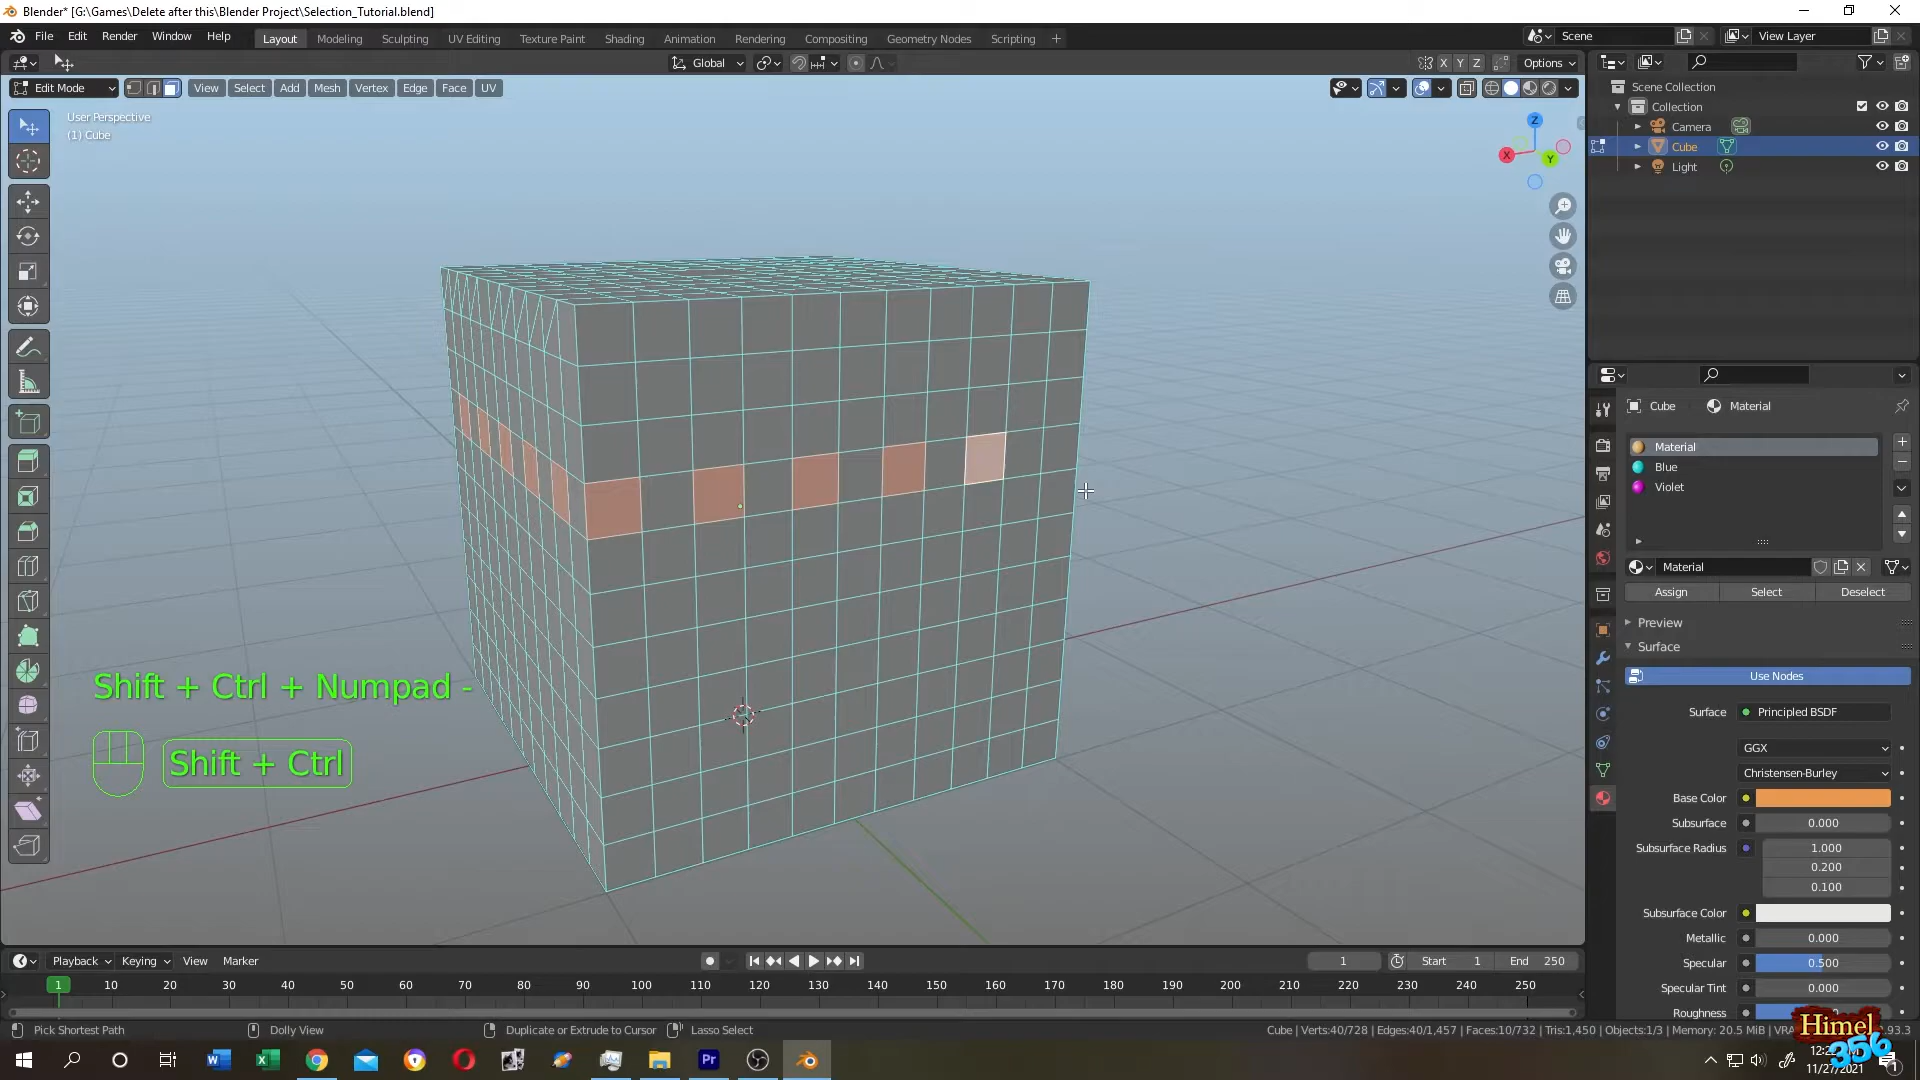 Blender* [G:\Games\Delete after this\Blender Project\Selection_Tutorial.blend]
File Edit Render Window Help Layout Modeling Sculpting UV Editing Texture Paint Shading Animation Rendering Compositing Geometry Nodes Scripting + Scene View Layer
Global X Y Z Options
Edit Mode View Select Add Mesh Vertex Edge Face UV
User Perspective
(1) Cube
Z
X Y
Scene Collection
Collection
Camera
Cube
Light
Cube Material
Material
Blue
Violet
Material
Assign Select Deselect
Preview
Surface
Use Nodes
Surface Principled BSDF
GGX
Christensen-Burley
Base Color
Subsurface 0.000
Subsurface Radius 1.000
0.200
0.100
Subsurface Color
Metallic 0.000
Specular 0.500
Specular Tint 0.000
Roughness
Shift + Ctrl + Numpad -
Shift + Ctrl
Playback Keying View Marker 1 Start 1 End 250
1 10 20 30 40 50 60 70 80 90 100 110 120 130 140 150 160 170 180 190 200 210 220 230 240 250
Pick Shortest Path Dolly View Duplicate or Extrude to Cursor Lasso Select Cube | Verts:40/728 | Edges:40/1,457 | Faces:10/732 | Tris:1,450 | Objects:1/3 | Memory: 20.5 MiB | VRA
Himel
356
11/27/2021